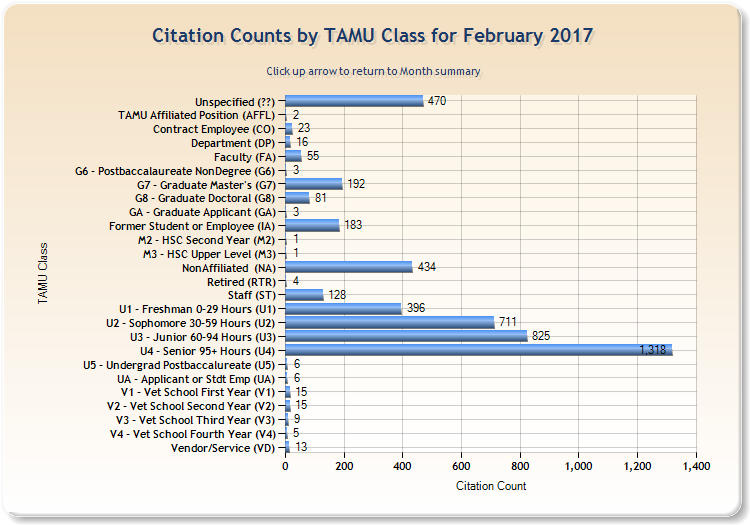 Citation Counts by TAMU Class for February 2017
Click up arrow to return to Month summary
TAMU Class
Unspecified (??) 470
TAMU Affiliated Position (AFFL) 2
Contract Employee (CO) 23
Department (DP) 16
Faculty (FA) 55
G6 - Postbaccalaureate NonDegree (G6) 3
G7 - Graduate Master's (G7) 192
G8 - Graduate Doctoral (G8) 81
GA - Graduate Applicant (GA) 3
Former Student or Employee (IA) 183
M2 - HSC Second Year (M2) 1
M3 - HSC Upper Level (M3) 1
NonAffiliated (NA) 434
Retired (RTR) 4
Staff (ST) 128
U1 - Freshman 0-29 Hours (U1) 396
U2 - Sophomore 30-59 Hours (U2) 711
U3 - Junior 60-94 Hours (U3) 825
U4 - Senior 95+ Hours (U4) 1,318
U5 - Undergrad Postbaccalureate (U5) 6
UA - Applicant or Stdt Emp (UA) 6
V1 - Vet School First Year (V1) 15
V2 - Vet School Second Year (V2) 15
V3 - Vet School Third Year (V3) 9
V4 - Vet School Fourth Year (V4) 5
Vendor/Service (VD) 13
0 200 400 600 800 1,000 1,200 1,400
Citation Count